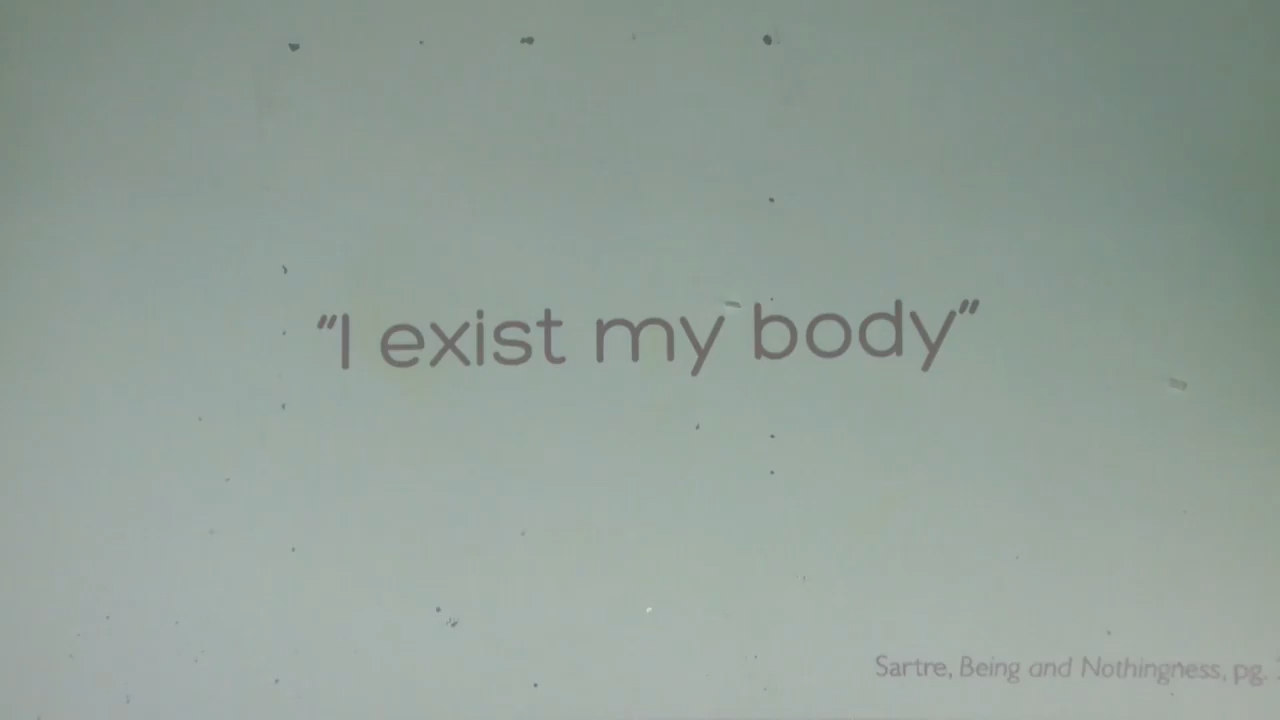 “I exist my body”
Sartre, Being and Nothingness, pg.